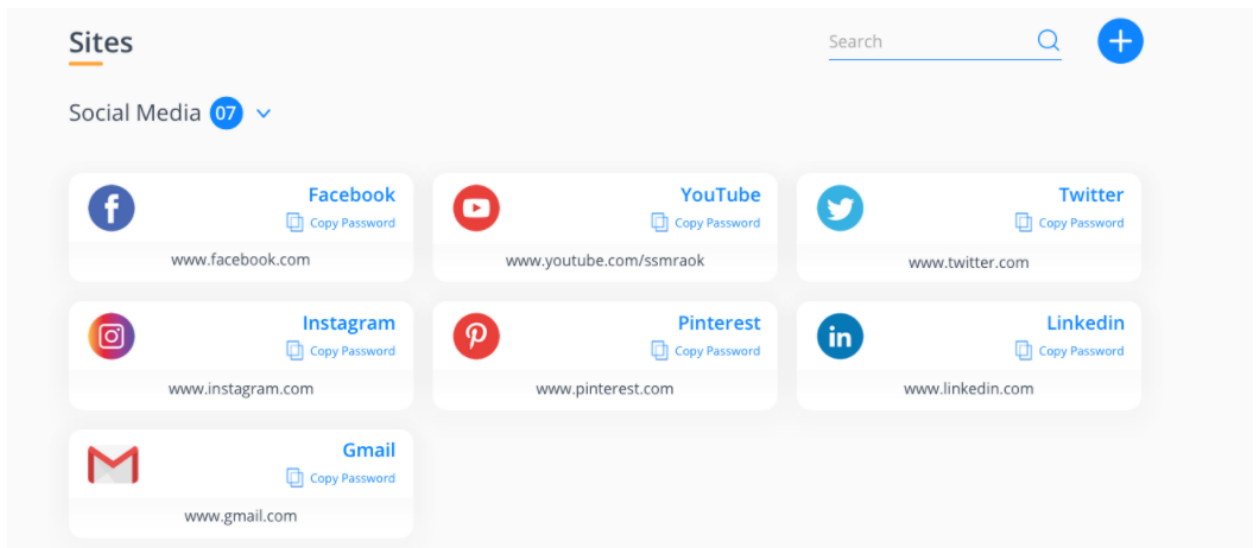 Sites
Search
Social Media 07
Facebook
Copy Password
www.facebook.com
YouTube
Copy Password
www.youtube.com/ssmraok
Twitter
Copy Password
www.twitter.com
Instagram
Copy Password
www.instagram.com
Pinterest
Copy Password
www.pinterest.com
in
Linkedin
Copy Password
www.linkedin.com
Gmail
Copy Password
www.gmail.com